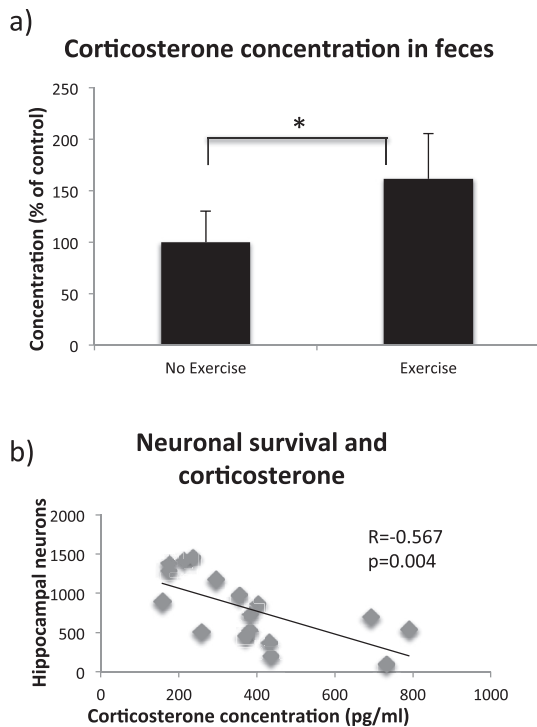 a)
Corticosterone concentration in feces
Concentration (% of control)
250
200
150
100
50
0
*
No Exercise
Exercise
b)
Neuronal survival and
corticosterone
Hippocampal neurons
2000
1500
1000
500
0
R=-0.567
p=0.004
0
200
400
600
800
1000
Corticosterone concentration (pg/ml)